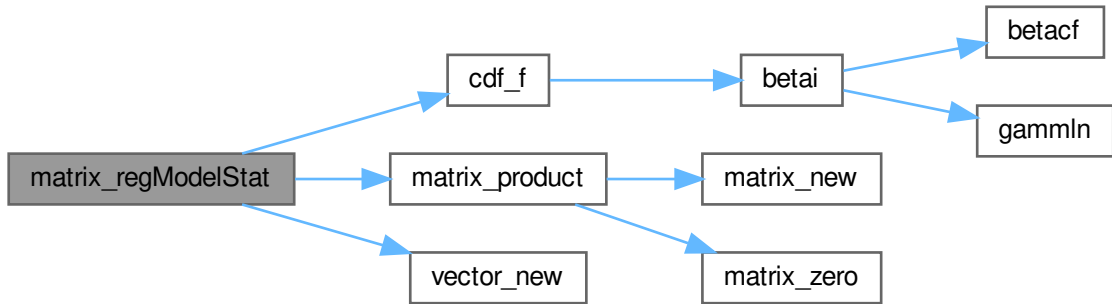 matrix_regModelStat
cdf_f
betai
betacf
gammln
matrix_product
matrix_new
matrix_zero
vector_new